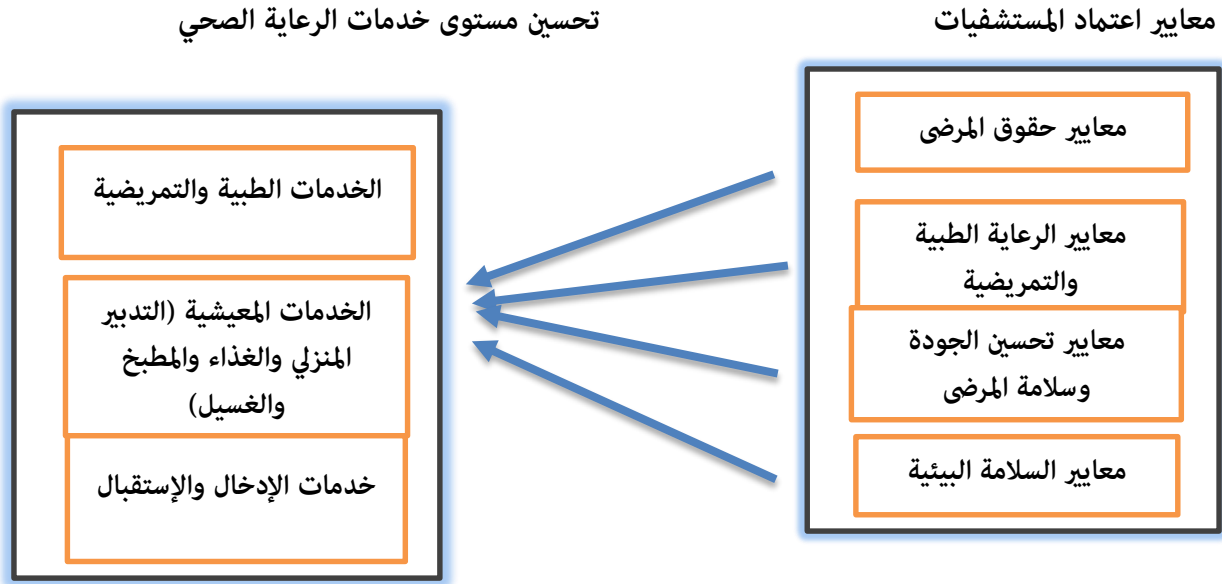 معايير اعتماد المستشفيات
معايير حقوق المرضى
معايير الرعاية الطبية
والتمريضية
معايير تحسين الجودة
وسلامة المرضى
معايير السلامة البيئية
تحسين مستوى خدمات الرعاية الصحي
الخدمات الطبية والتمريضية
الخدمات المعيشية (التدبير
المنزلي والغذاء والمطبخ
والغسيل)
خدمات الإدخال والإستقبال